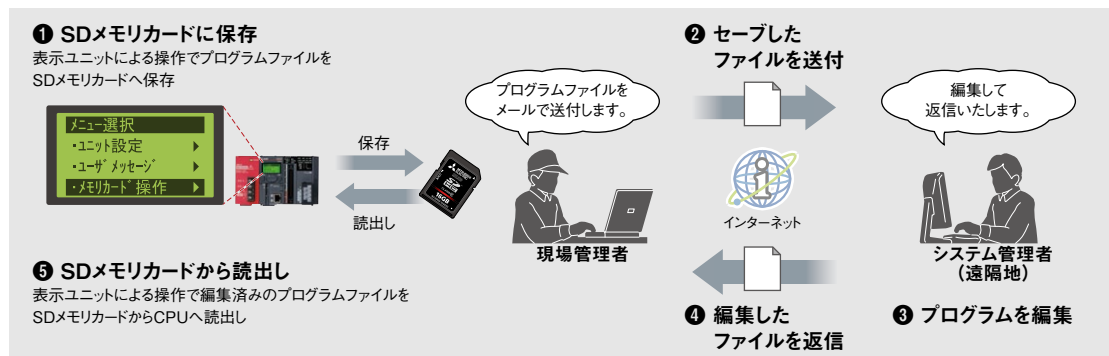 ❶ SDメモリカードに保存
表示ユニットによる操作でプログラムファイルを
SDメモリカードへ保存
メニュー選択
・ユニット設定
・ユーザメッセージ
・メモリカード操作
保存
読出し
16GB
プログラムファイルを
メールで送付します。
現場管理者
❷ セーブした
ファイルを送付
インターネット
編集して
返信いたします。
システム管理者
(遠隔地)
❸ プログラムを編集
❹ 編集した
ファイルを返信
❺ SDメモリカードから読出し
表示ユニットによる操作で編集済みのプログラムファイルを
SDメモリカードからCPUへ読出し